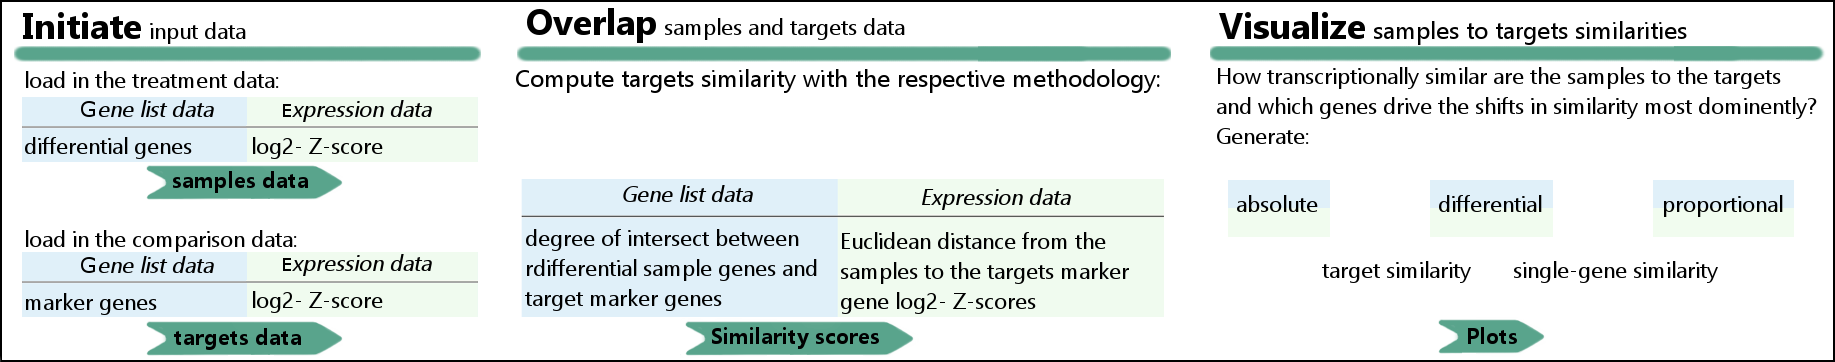 Initiate input data
load in the treatment data:
Gene list data Expression data
differential genes log2- Z-score
samples data
load in the comparison data:
Gene list data Expression data
marker genes log2- Z-score
targets data
Overlap samples and targets data
Compute targets similarity with the respective methodology:
Gene list data Expression data
degree of intersect between
rdifferential sample genes and
target marker genes
Euclidean distance from the
samples to the targets marker
gene log2- Z-scores
Similarity scores
Visualize samples to targets similarities
How transcriptionally similar are the samples to the targets
and which genes drive the shifts in similarity most dominently?
Generate:
absolute differential proportional
target similarity single-gene similarity
Plots